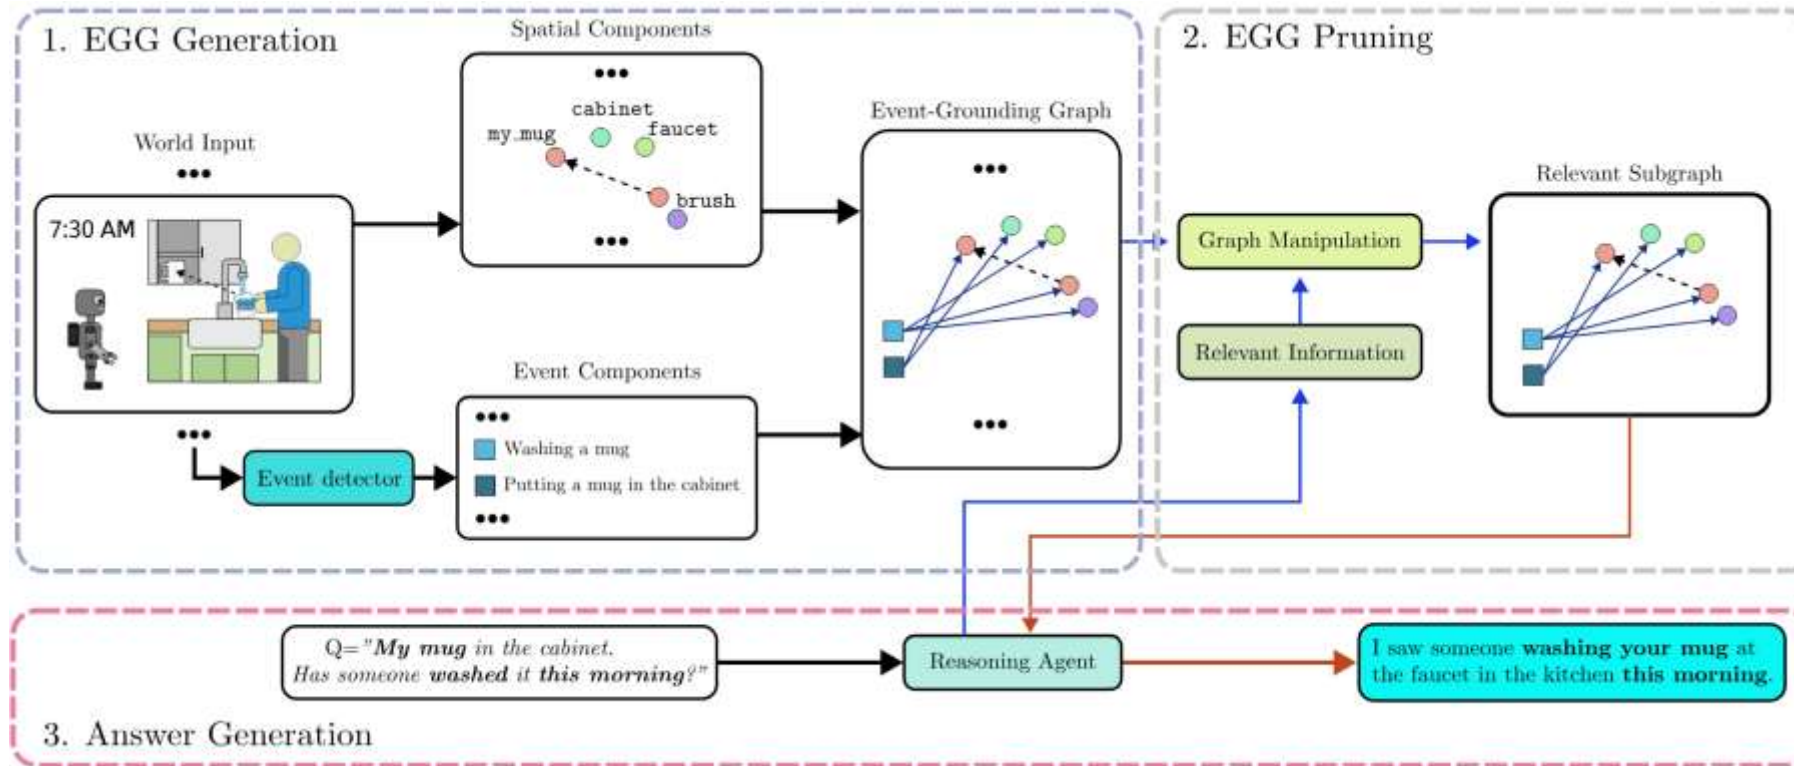 1. EGG Generation
World Input
7:30 AM
Spatial Components
cabinet
my_mug
faucet
brush
Event detector
Event Components
Washing a mug
Putting a mug in the cabinet
Event-Grounding Graph
2. EGG Pruning
Graph Manipulation
Relevant Information
Relevant Subgraph
Q="My mug in the cabinet.
Has someone washed it this morning?"
Reasoning Agent
I saw someone washing your mug at
the faucet in the kitchen this morning.
3. Answer Generation